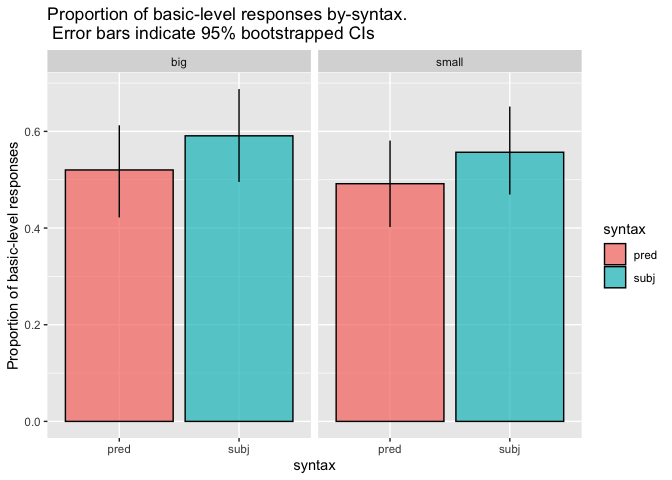 Proportion of basic-level responses by-syntax.
Error bars indicate 95% bootstrapped CIs
big
small
Proportion of basic-level responses
0.6
0.4
0.2
0.0
pred
subj
pred
subj
syntax
syntax
pred
subj